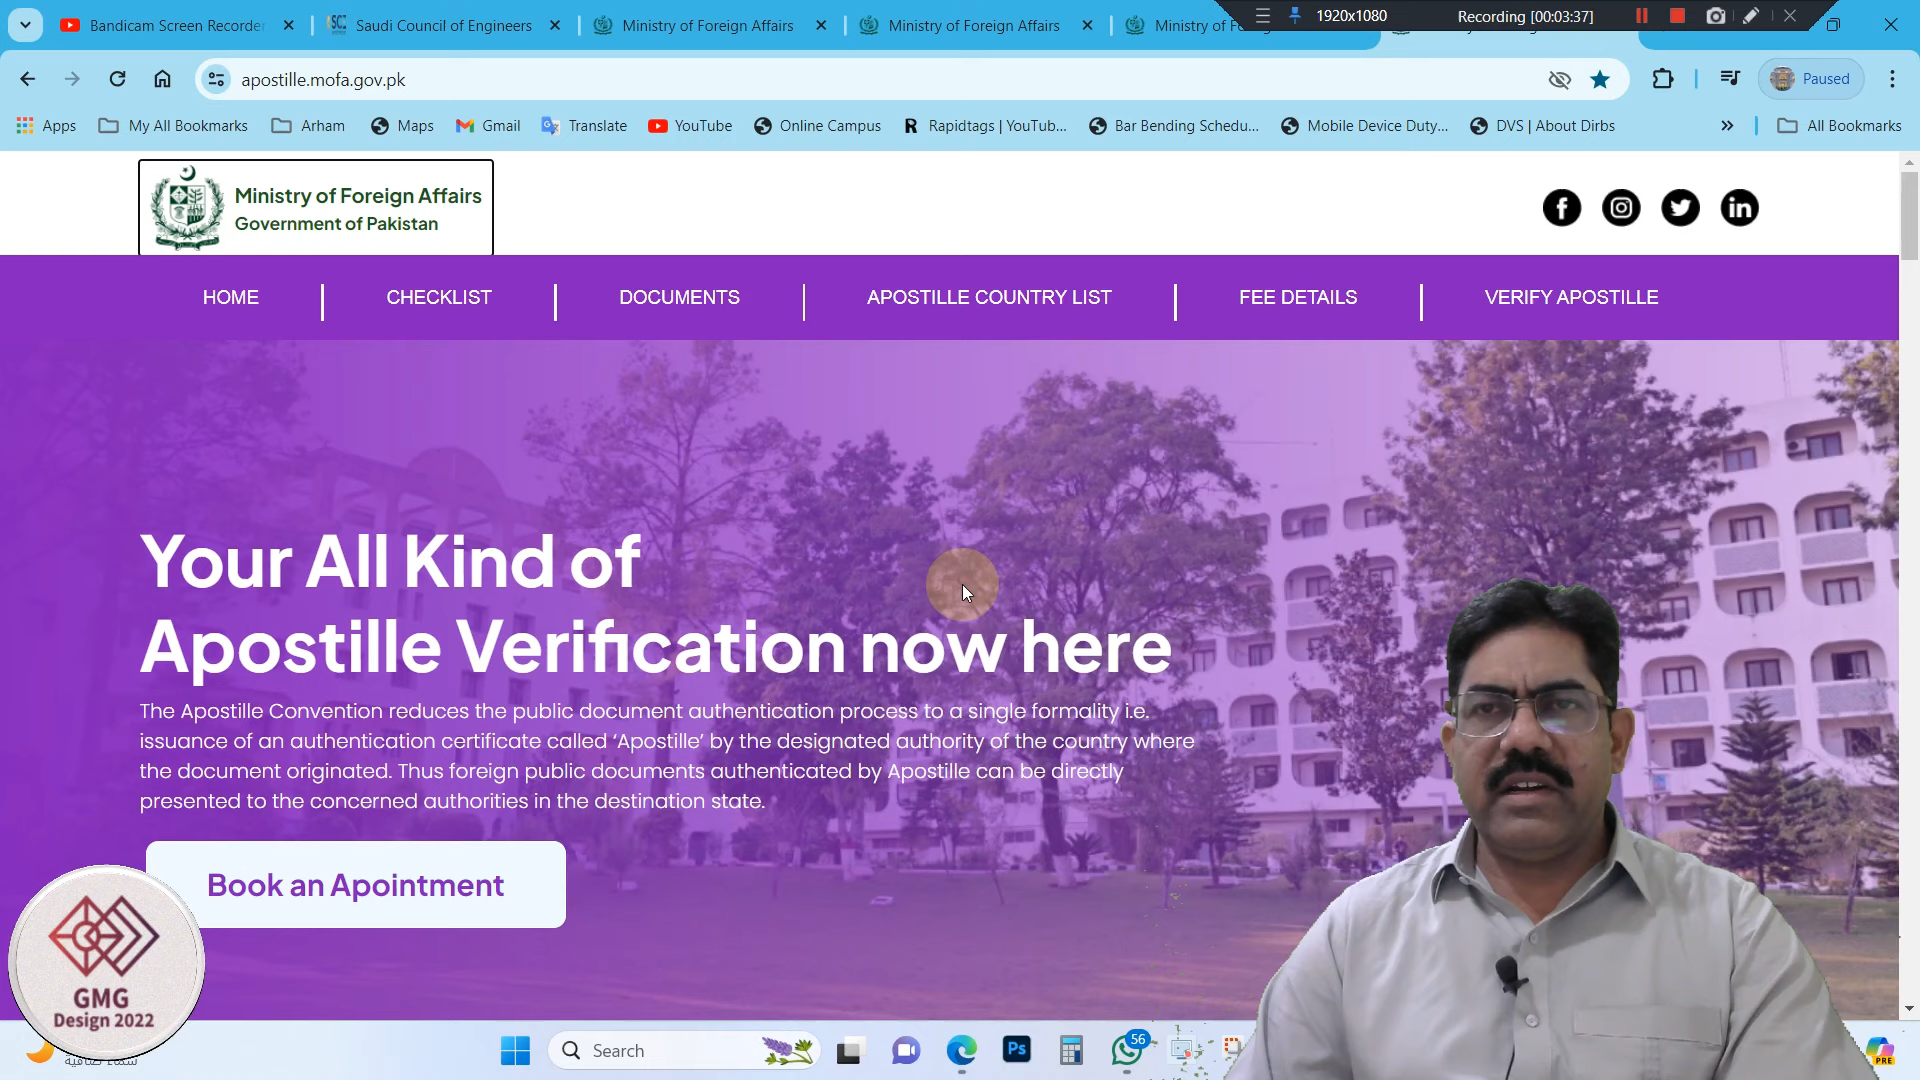 Bandicam Screen Recorder
Saudi Council of Engineers
Ministry of Foreign Affairs
Ministry of Foreign Affairs
1920x1080
Recording [00:03:37]
apostille.mofa.gov.pk
Paused
Apps
My All Bookmarks
Arham
Maps
Gmail
Translate
YouTube
Online Campus
Rapidtags | YouTub...
Bar Bending Schedu...
Mobile Device Duty...
DVS | About Dirbs
All Bookmarks
Ministry of Foreign Affairs
Government of Pakistan
HOME
CHECKLIST
DOCUMENTS
APOSTILLE COUNTRY LIST
FEE DETAILS
VERIFY APOSTILLE
Your All Kind of
Apostille Verification now here
The Apostille Convention reduces the public document authentication process to a single formality i.e.
issuance of an authentication certificate called ‘Apostille’ by the designated authority of the country where
the document originated. Thus foreign public documents authenticated by Apostille can be directly
presented to the concerned authorities in the destination state.
Book an Apointment
GMG
Design 2022
Search
Ps
56
PRE